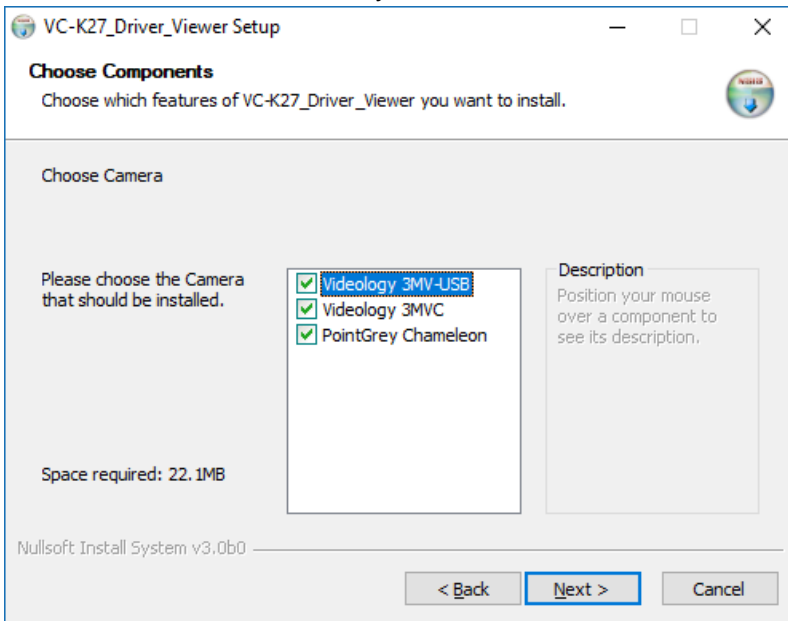 VC-K27_Driver_Viewer Setup
Choose Components
Choose which features of VC-K27_Driver_Viewer you want to install.
Choose Camera
Please choose the Camera
that should be installed.
Videology 3MV-USB
Videology 3MVC
PointGrey Chameleon
Description
Position your mouse
over a component to
see its description.
Space required: 22.1MB
Nullsoft Install System v3.0b0
< Back
Next >
Cancel